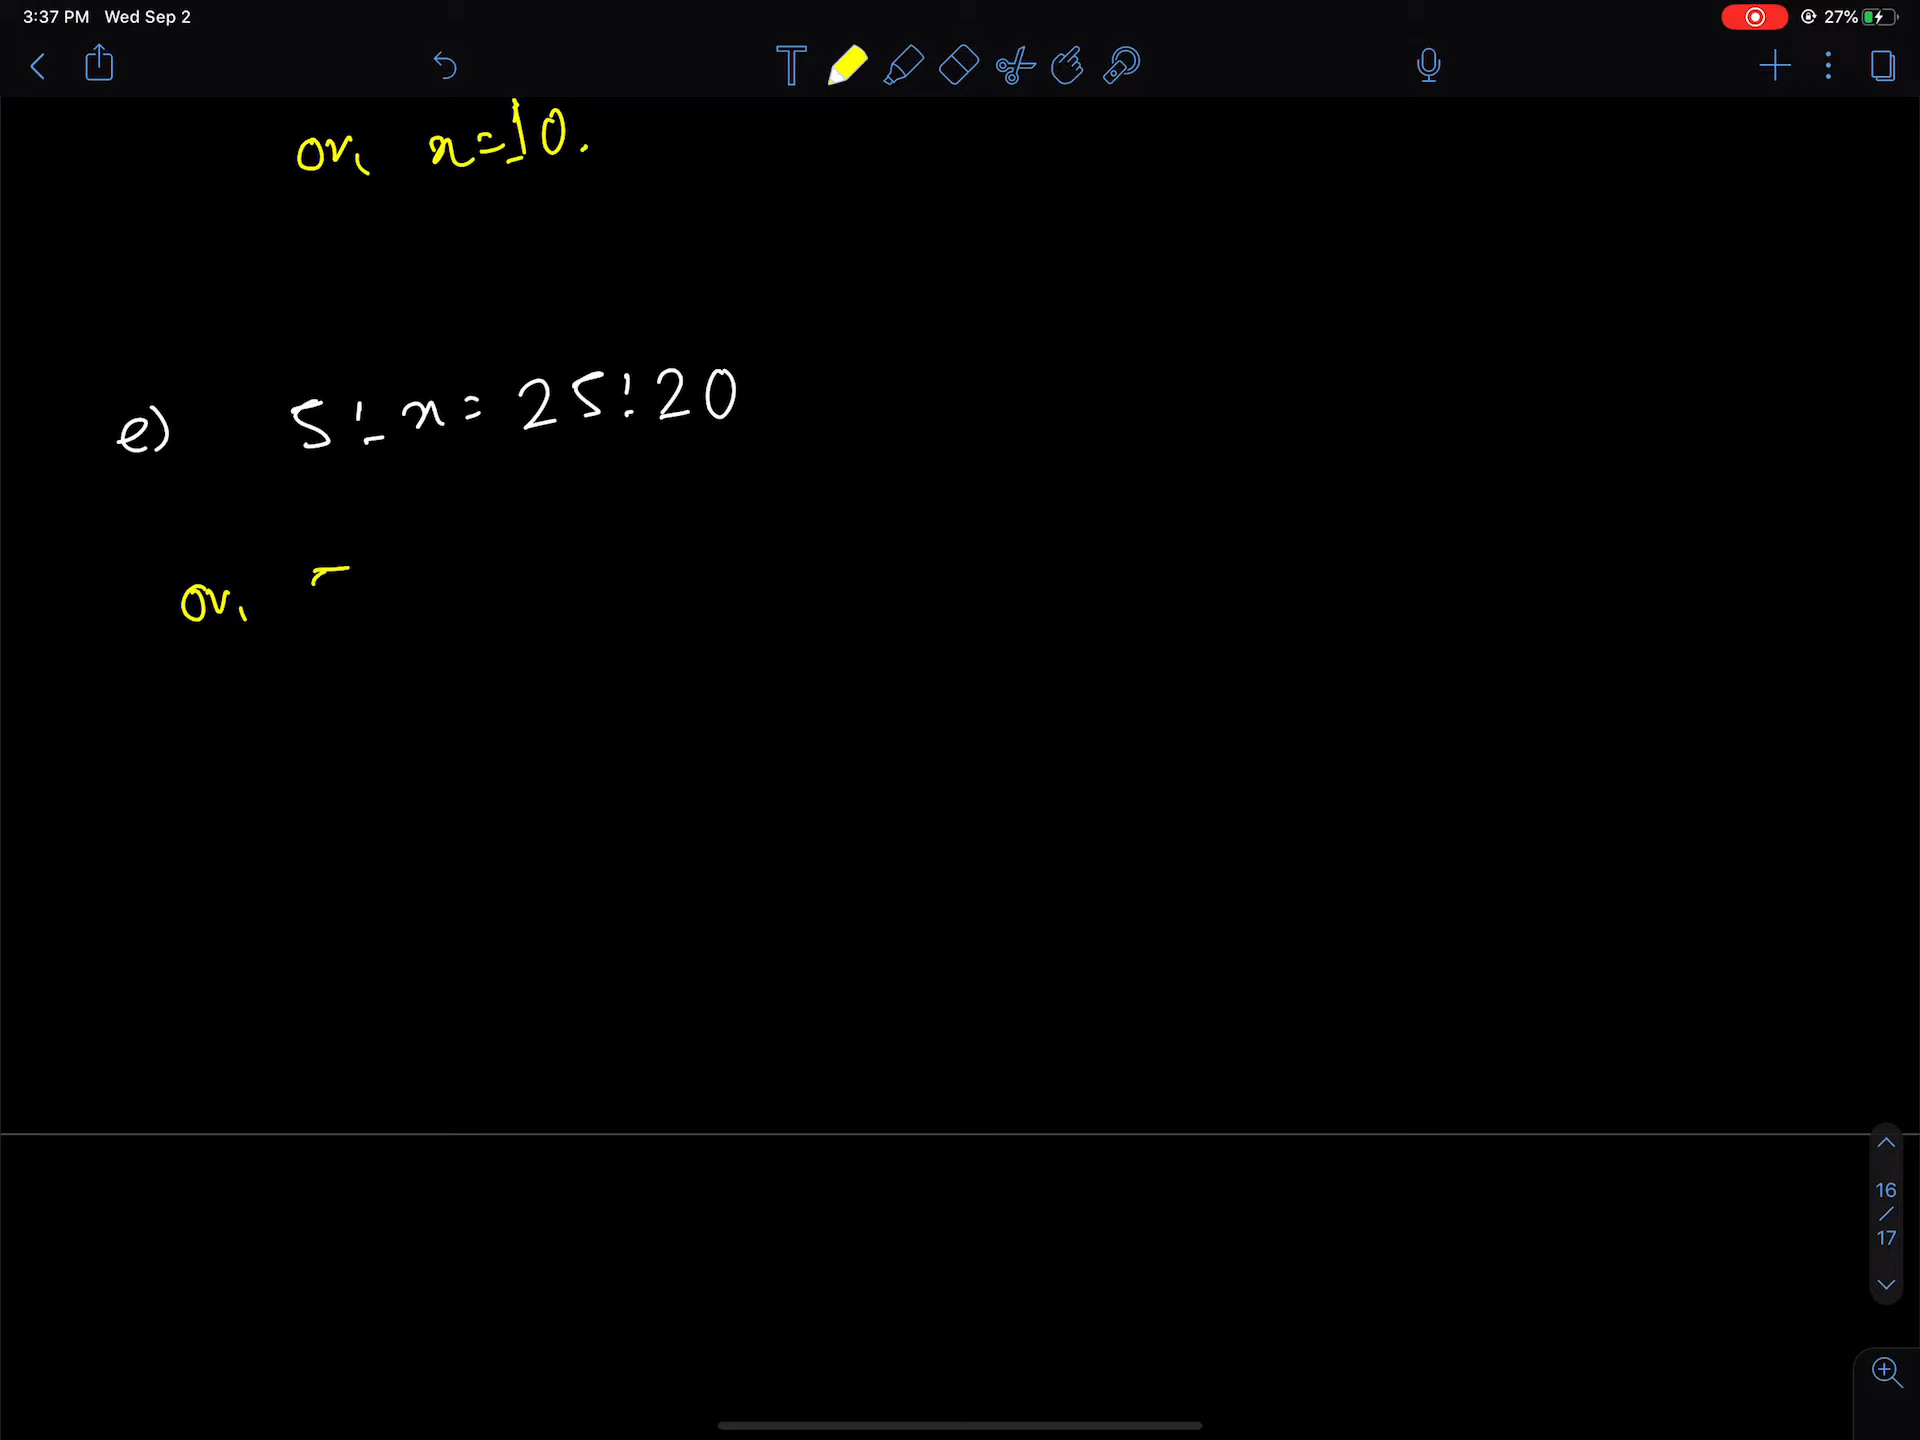 3:37 PM Wed Sep 2
27%
T
or, x=10.
e) 5:x = 25:20
or,
16
/
17